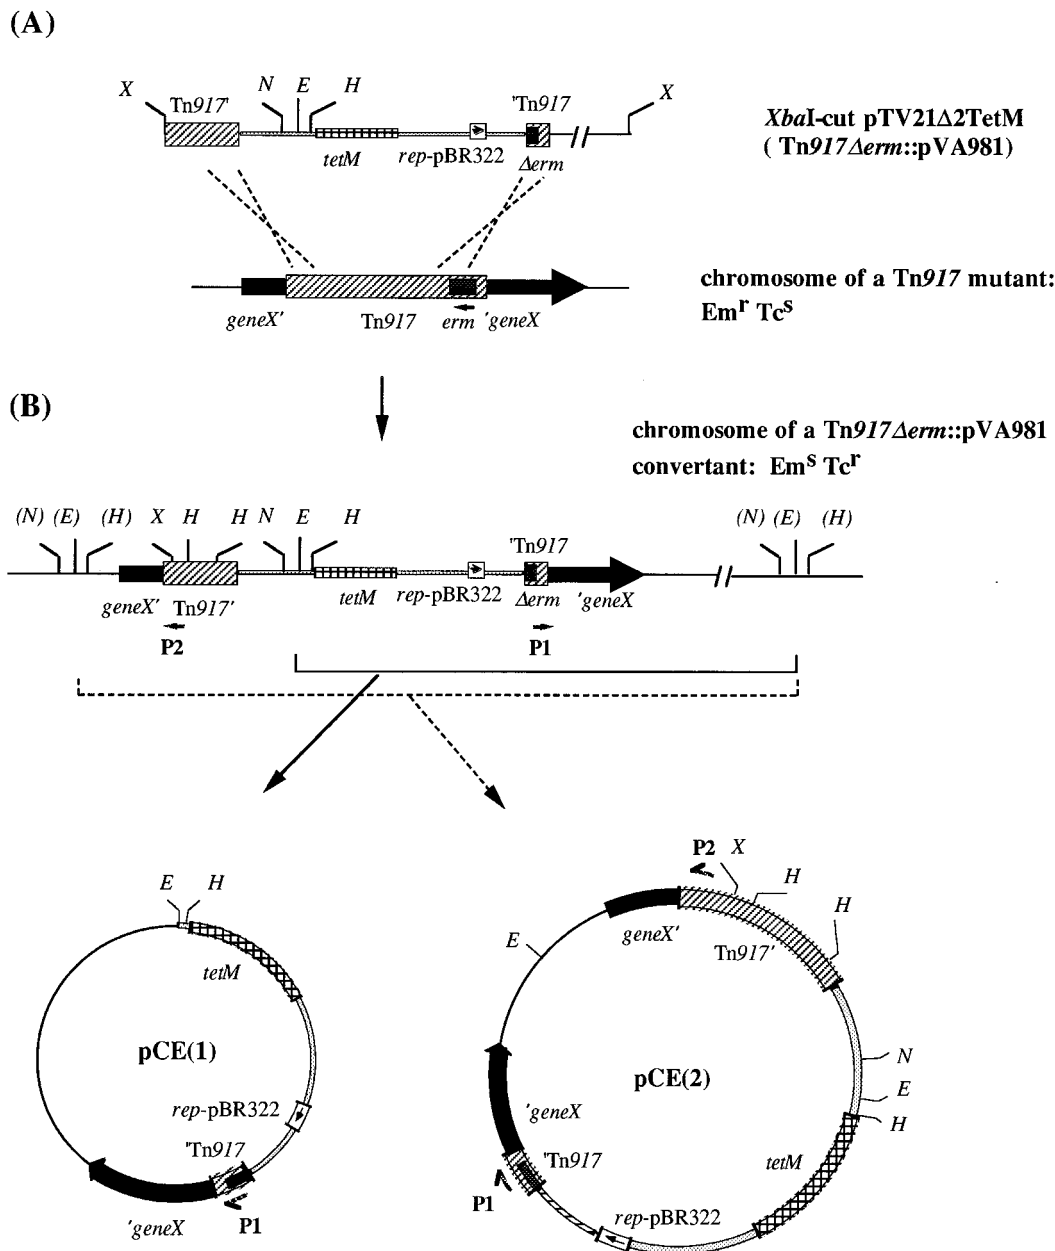 (A)
X
Tn917'
N
E
H
'Tn917
X
tetM
rep-pBR322
Δerm
XbaI-cut pTV21Δ2TetM
( Tn917Δerm::pVA981)
geneX'
Tn917
erm
'geneX
chromosome of a Tn917 mutant:
Emʳ Tcˢ
(B)
chromosome of a Tn917Δerm::pVA981
convertant: Emˢ Tcʳ
(N) (E) (H) X H H N E H
'Tn917
(N) (E) (H)
geneX' Tn917'
tetM
rep-pBR322
Δerm
'geneX
P2
P1
E H
tetM
pCE(1)
rep-pBR322
'Tn917
'geneX
P1
P2 X
H
H
E
geneX'
Tn917'
pCE(2)
N
E
H
'geneX
'Tn917
tetM
P1
rep-pBR322